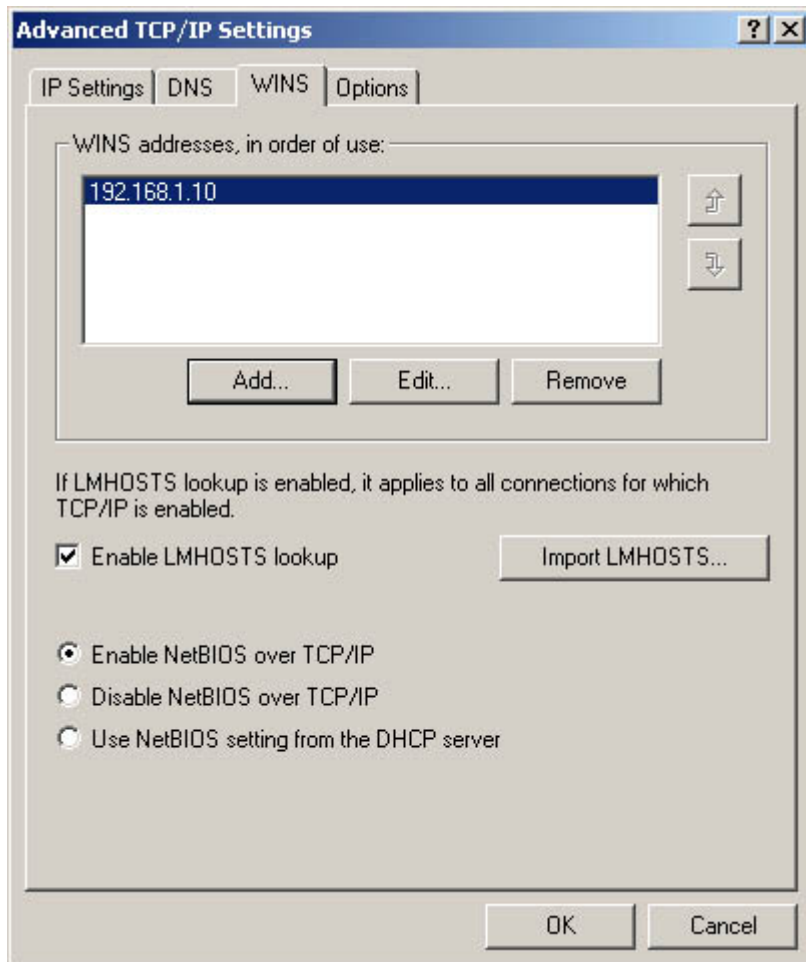 Advanced TCP/IP Settings
IP Settings DNS WINS Options
WINS addresses, in order of use:
192.168.1.10
Add... Edit... Remove
If LMHOSTS lookup is enabled, it applies to all connections for which
TCP/IP is enabled.
Enable LMHOSTS lookup Import LMHOSTS...
Enable NetBIOS over TCP/IP
Disable NetBIOS over TCP/IP
Use NetBIOS setting from the DHCP server
OK Cancel